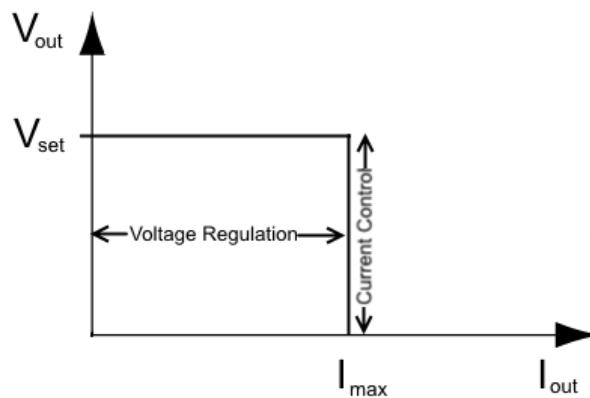 Vout
Vset
Voltage Regulation
Current Control
Imax
Iout